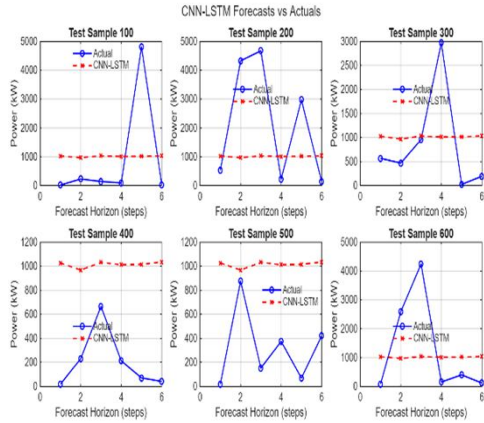 CNN-LSTM Forecasts vs Actuals
Test Sample 100
Power (kW)
5000
4000
3000
2000
1000
0
0 2 4 6
Forecast Horizon (steps)
Actual
CNN-LSTM
Test Sample 200
Power (kW)
5000
4000
3000
2000
1000
0
0 2 4 6
Forecast Horizon (steps)
Actual
CNN-LSTM
Test Sample 300
Power (kW)
3000
2500
2000
1500
1000
500
0
0 2 4 6
Forecast Horizon (steps)
Actual
CNN-LSTM
Test Sample 400
Power (kW)
1200
1000
800
600
400
200
0
0 2 4 6
Forecast Horizon (steps)
Actual
CNN-LSTM
Test Sample 500
Power (kW)
1200
1000
800
600
400
200
0
0 2 4 6
Forecast Horizon (steps)
Actual
CNN-LSTM
Test Sample 600
Power (kW)
5000
4000
3000
2000
1000
0
0 2 4 6
Forecast Horizon (steps)
Actual
CNN-LSTM